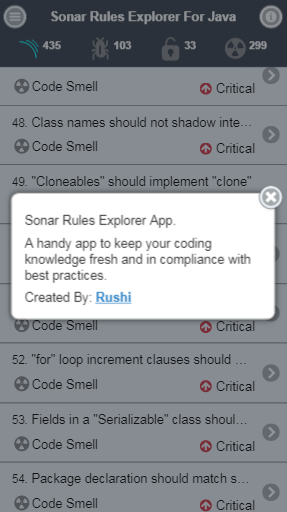 Sonar Rules Explorer For Java
435 103 33 299
Code Smell Critical
48. Class names should not shadow inte...
Code Smell Critical
49. "Cloneables" should implement "clone"
Sonar Rules Explorer App.
A handy app to keep your coding
knowledge fresh and in compliance with
best practices.
Created By: Rushi
Code Smell Critical
52. "for" loop increment clauses should ...
Code Smell Critical
53. Fields in a "Serializable" class shoul...
Code Smell Critical
54. Package declaration should match s...
Code Smell Critical